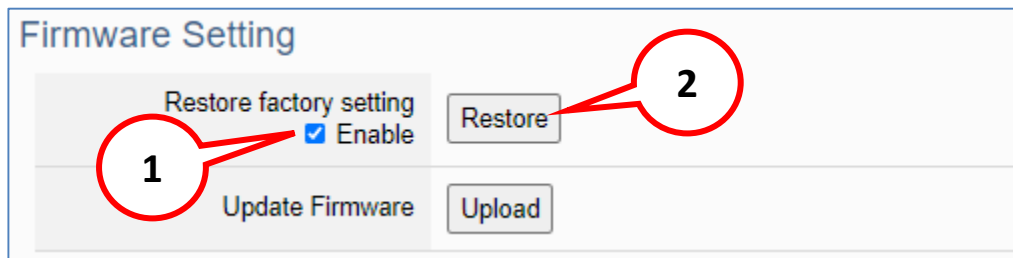 Firmware Setting
Restore factory setting
Enable
Restore
1
2
Update Firmware
Upload